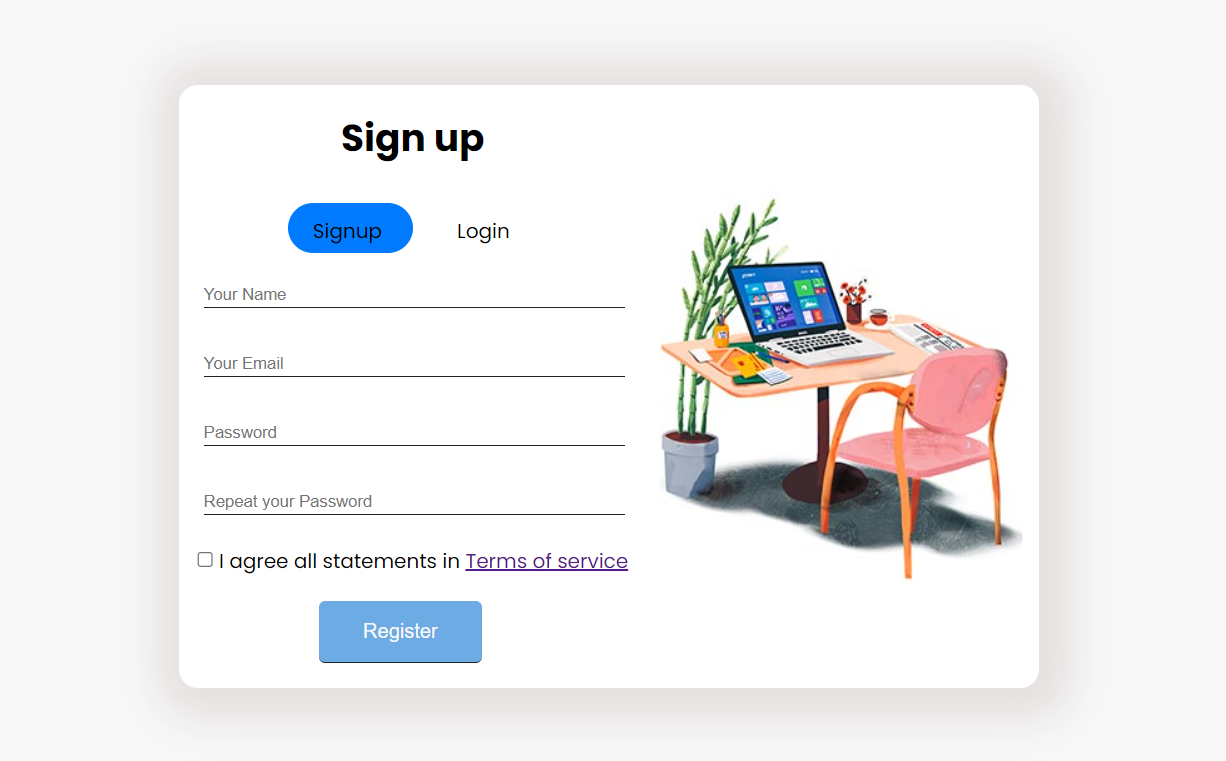 Sign up
Signup Login
Your Name
Your Email
Password
Repeat your Password
I agree all statements in Terms of service
Register